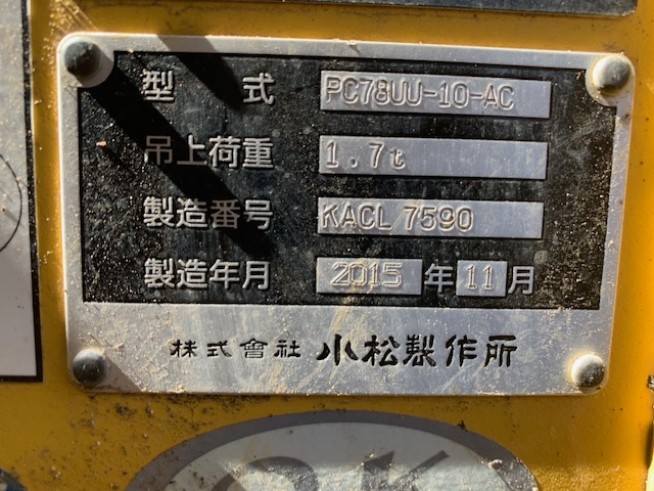 型 式 PC78UU-10-AC
吊上荷重 1.7t
製造番号 KACL 7590
製造年月 2015 年 11 月
株式會社 小松製作所